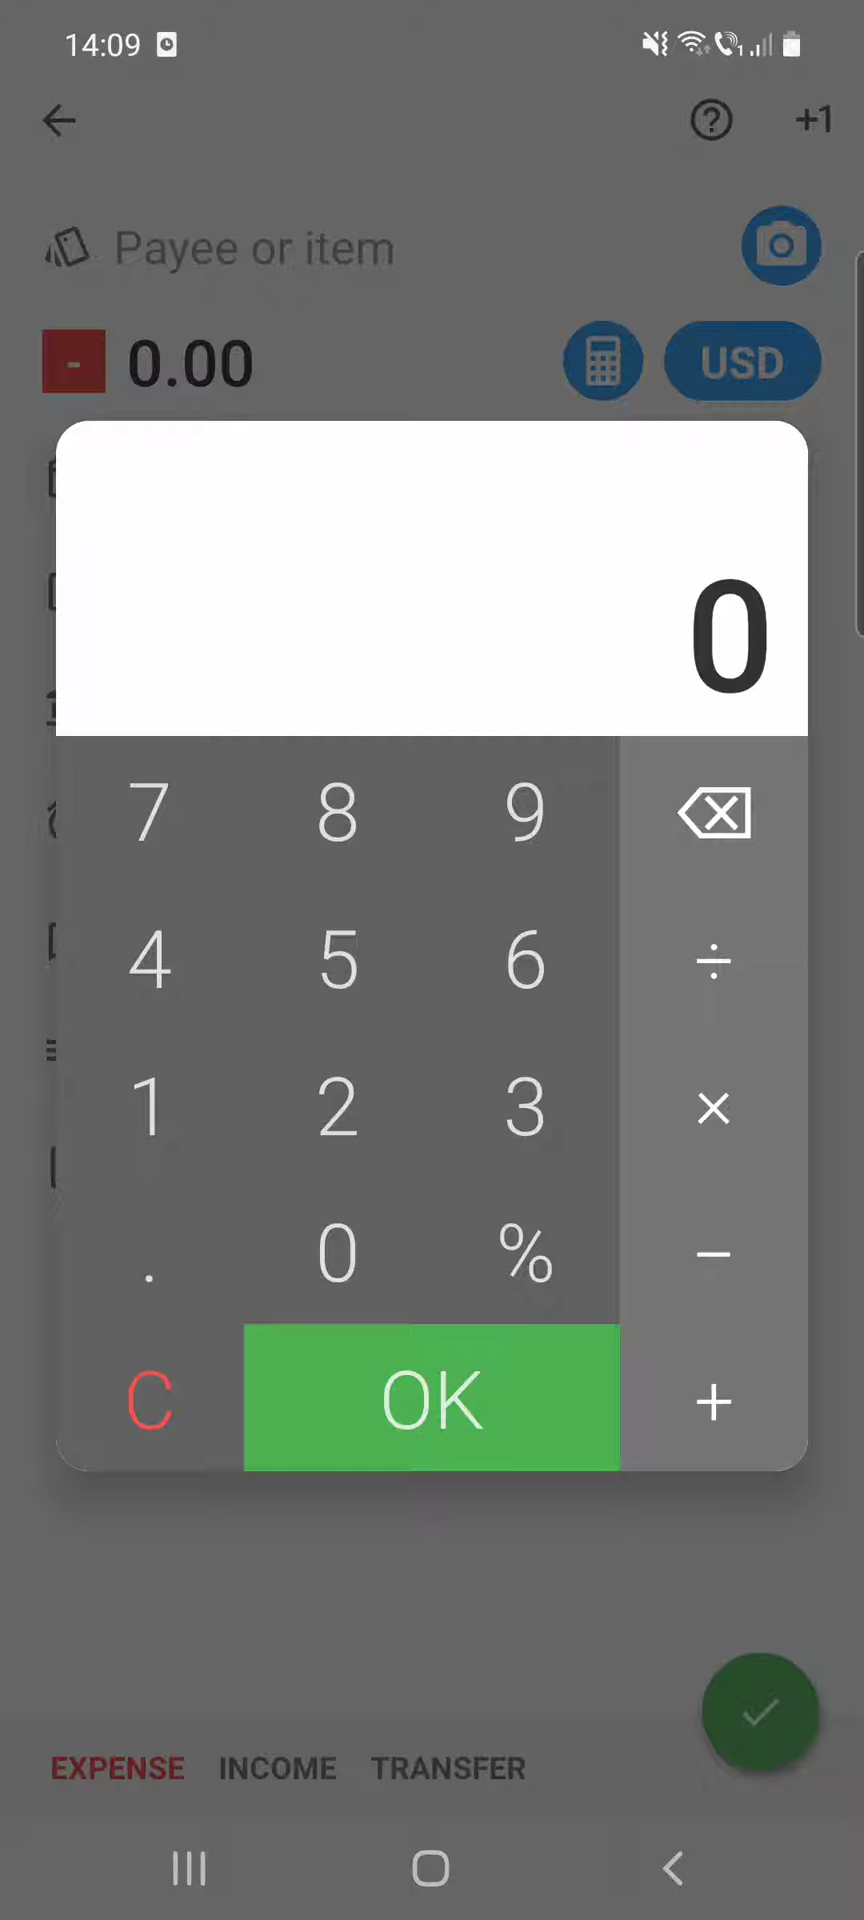 14:09
+1
Payee or item
- 0.00 USD
0
7 8 9
4 5 6 ÷
1 2 3 ×
. 0 % −
C OK +
EXPENSE INCOME TRANSFER